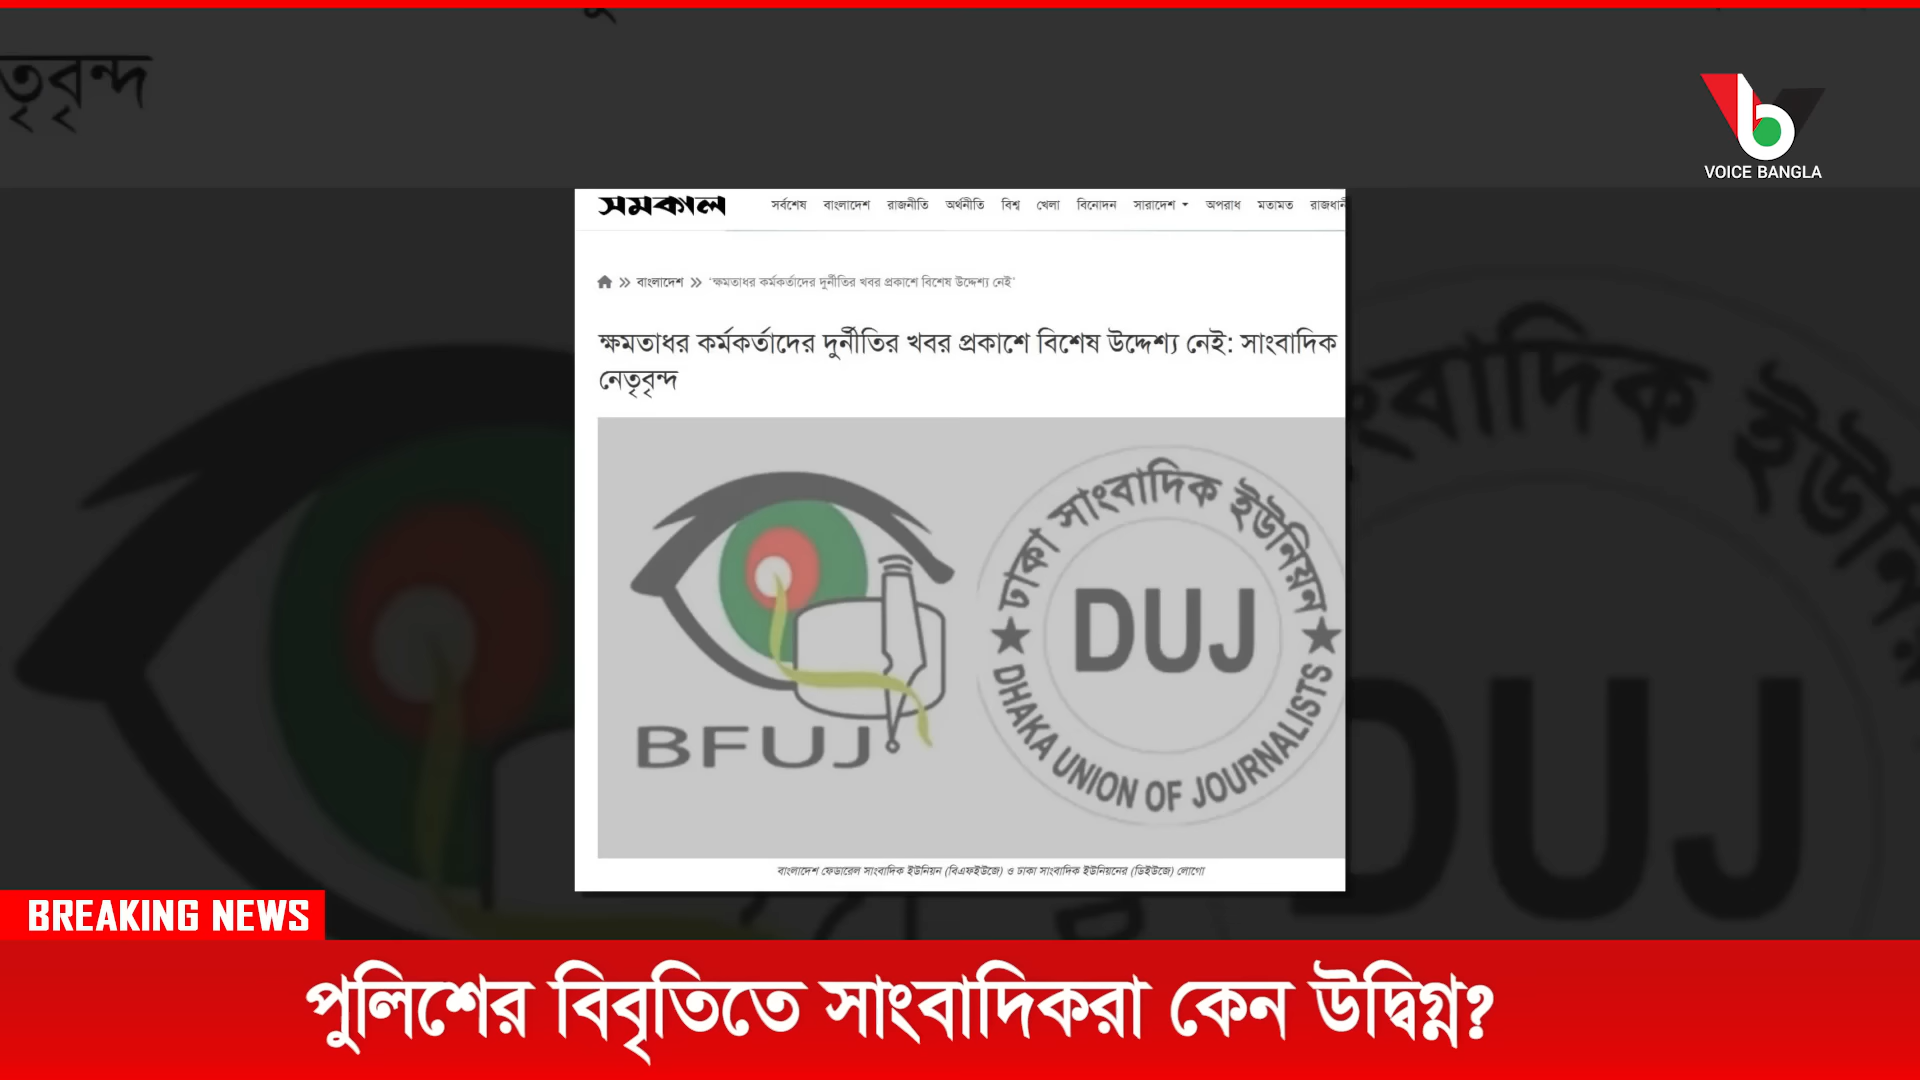 তৃবৃন্দ
VOICE BANGLA
সমকাল
সর্বশেষ বাংলাদেশ রাজনীতি অর্থনীতি বিশ্ব খেলা বিনোদন সারাদেশ অপরাধ মতামত
বাংলাদেশ ‘ক্ষমতাধর কর্মকর্তাদের দুর্নীতির খবর প্রকাশে বিশেষ উদ্দেশ্য নেই’
ক্ষমতাধর কর্মকর্তাদের দুর্নীতির খবর প্রকাশে বিশেষ উদ্দেশ্য নেই: সাংবাদিক
নেতৃবৃন্দ
BFUJ
ঢাকা সাংবাদিক ইউনিয়ন
DUJ
DHAKA UNION OF JOURNALISTS
বাংলাদেশ ফেডারেল সাংবাদিক ইউনিয়ন (বিএফইউজে) ও ঢাকা সাংবাদিক ইউনিয়নের (ডিইউজে) লোগো
সাংবাদিক ইউনি
DUJ
BREAKING NEWS
পুলিশের বিবৃতিতে সাংবাদিকরা কেন উদ্বিগ্ন?